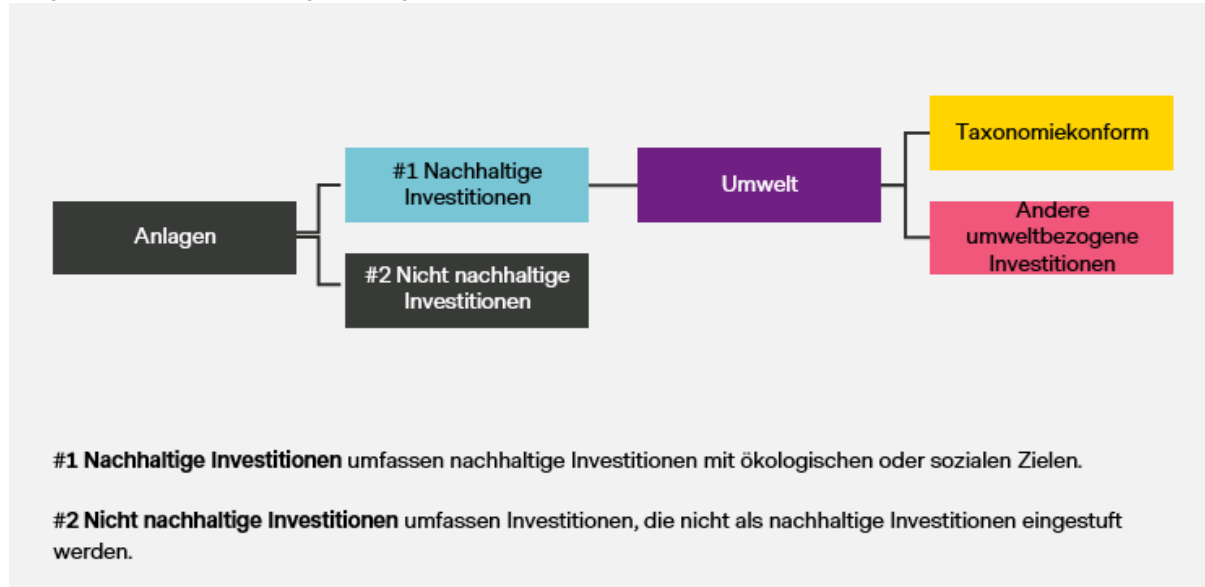 Taxonomiekonform
#1 Nachhaltige
Investitionen
Umwelt
Andere
umweltbezogene
Investitionen
Anlagen
#2 Nicht nachhaltige
Investitionen
#1 Nachhaltige Investitionen umfassen nachhaltige Investitionen mit ökologischen oder sozialen Zielen.
#2 Nicht nachhaltige Investitionen umfassen Investitionen, die nicht als nachhaltige Investitionen eingestuft
werden.